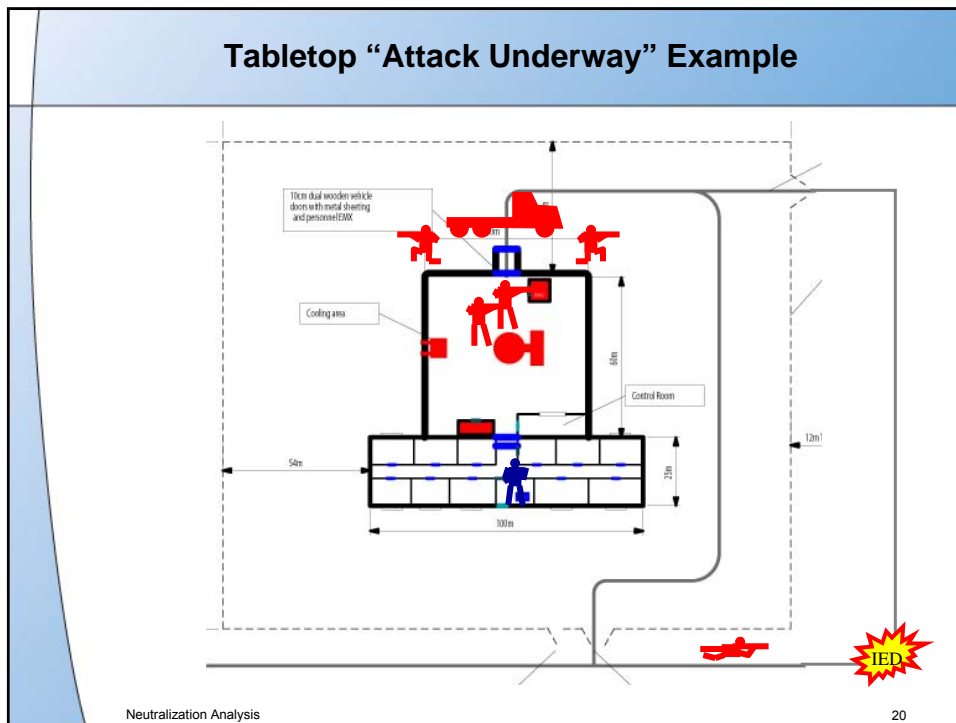 Tabletop “Attack Underway” Example
10cm dual wooden vehicle
doors with metal sheeting
and personnel EMX
Cooling area
60m
Control Room
54m
12m
25m
100m
IED
Neutralization Analysis
20